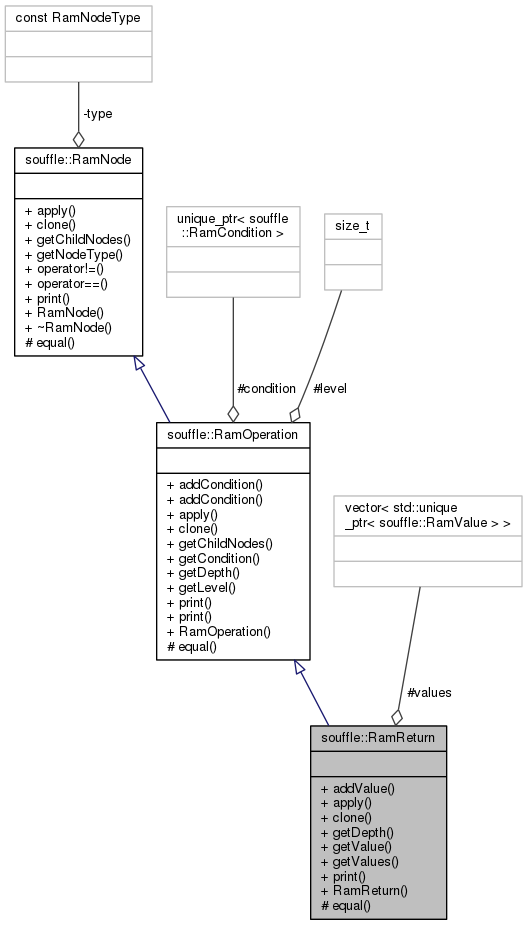 const RamNodeType
-type
souffle::RamNode
+ apply()
+ clone()
+ getChildNodes()
+ getNodeType()
+ operator!=()
+ operator==()
+ print()
+ RamNode()
+ ~RamNode()
# equal()
unique_ptr< souffle
::RamCondition >
size_t
#condition
#level
souffle::RamOperation
+ addCondition()
+ addCondition()
+ apply()
+ clone()
+ getChildNodes()
+ getCondition()
+ getDepth()
+ getLevel()
+ print()
+ print()
+ RamOperation()
# equal()
vector< std::unique
_ptr< souffle::RamValue > >
#values
souffle::RamReturn
+ addValue()
+ apply()
+ clone()
+ getDepth()
+ getValue()
+ getValues()
+ print()
+ RamReturn()
# equal()